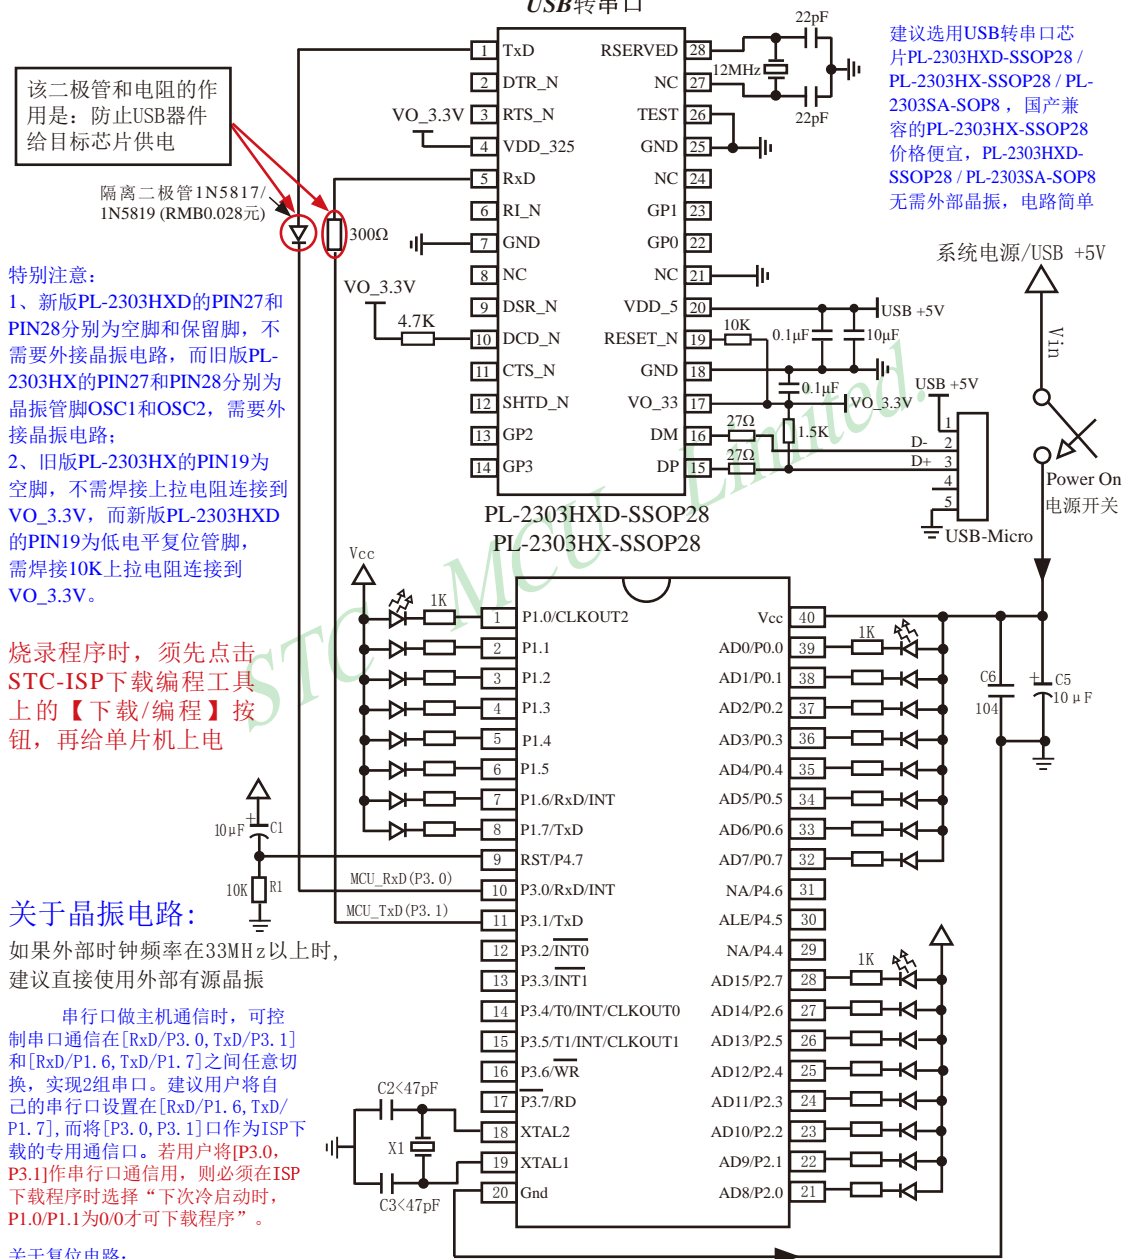 USB转串口
该二极管和电阻的作
用是：防止USB器件
给目标芯片供电
隔离二极管1N5817/
1N5819 (RMB0.028元)
300Ω
VO_3.3V
VO_3.3V
4.7K
1 TxD
2 DTR_N
3 RTS_N
4 VDD_325
5 RxD
6 RI_N
7 GND
8 NC
9 DSR_N
10 DCD_N
11 CTS_N
12 SHTD_N
13 GP2
14 GP3
RSERVED 28
NC 27
TEST 26
GND 25
NC 24
GP1 23
GP0 22
NC 21
VDD_5 20
RESET_N 19
GND 18
VO_33 17
DM 16
DP 15
22pF
12MHz
22pF
USB +5V
10K
0.1μF
10μF
0.1μF
VO_3.3V
27Ω
1.5K
27Ω
USB +5V
D-
D+
1
2
3
4
5
USB-Micro
PL-2303HXD-SSOP28
PL-2303HX-SSOP28
建议选用USB转串口芯
片PL-2303HXD-SSOP28 /
PL-2303HX-SSOP28 / PL-
2303SA-SOP8 ，国产兼
容的PL-2303HX-SSOP28
价格便宜，PL-2303HXD-
SSOP28 / PL-2303SA-SOP8
无需外部晶振，电路简单
系统电源/USB +5V
Vin
Power On
电源开关
特别注意：
1、新版PL-2303HXD的PIN27和
PIN28分别为空脚和保留脚，不
需要外接晶振电路，而旧版PL-
2303HX的PIN27和PIN28分别为
晶振管脚OSC1和OSC2，需要外
接晶振电路；
2、旧版PL-2303HX的PIN19为
空脚，不需焊接上拉电阻连接到
VO_3.3V，而新版PL-2303HXD
的PIN19为低电平复位管脚，
需焊接10K上拉电阻连接到
VO_3.3V。
烧录程序时，须先点击
STC-ISP下载编程工具
上的【下载/编程】按
钮，再给单片机上电
STC MCU Limited.
Vcc
1K
10μF
+
C1
10K
R1
MCU_RxD(P3.0)
MCU_TxD(P3.1)
1 P1.0/CLKOUT2
2 P1.1
3 P1.2
4 P1.3
5 P1.4
6 P1.5
7 P1.6/RxD/INT
8 P1.7/TxD
9 RST/P4.7
10 P3.0/RxD/INT
11 P3.1/TxD
12 P3.2/INT0
13 P3.3/INT1
14 P3.4/T0/INT/CLKOUT0
15 P3.5/T1/INT/CLKOUT1
16 P3.6/WR
17 P3.7/RD
18 XTAL2
19 XTAL1
20 Gnd
Vcc 40
AD0/P0.0 39
AD1/P0.1 38
AD2/P0.2 37
AD3/P0.3 36
AD4/P0.4 35
AD5/P0.5 34
AD6/P0.6 33
AD7/P0.7 32
NA/P4.6 31
ALE/P4.5 30
NA/P4.4 29
AD15/P2.7 28
AD14/P2.6 27
AD13/P2.5 26
AD12/P2.4 25
AD11/P2.3 24
AD10/P2.2 23
AD9/P2.1 22
AD8/P2.0 21
1K
1K
C6
104
+
C5
10μF
C2<47pF
X1
C3<47pF
关于晶振电路：
如果外部时钟频率在33MHz以上时，
建议直接使用外部有源晶振
串行口做主机通信时，可控
制串口通信在[RxD/P3.0,TxD/P3.1]
和[RxD/P1.6,TxD/P1.7]之间任意切
换，实现2组串口。建议用户将自
己的串行口设置在[RxD/P1.6,TxD/
P1.7],而将[P3.0,P3.1]口作为ISP下
载的专用通信口。若用户将[P3.0，
P3.1]作串行口通信用，则必须在ISP
下载程序时选择“下次冷启动时，
P1.0/P1.1为0/0才可下载程序”。
关于复位电路：